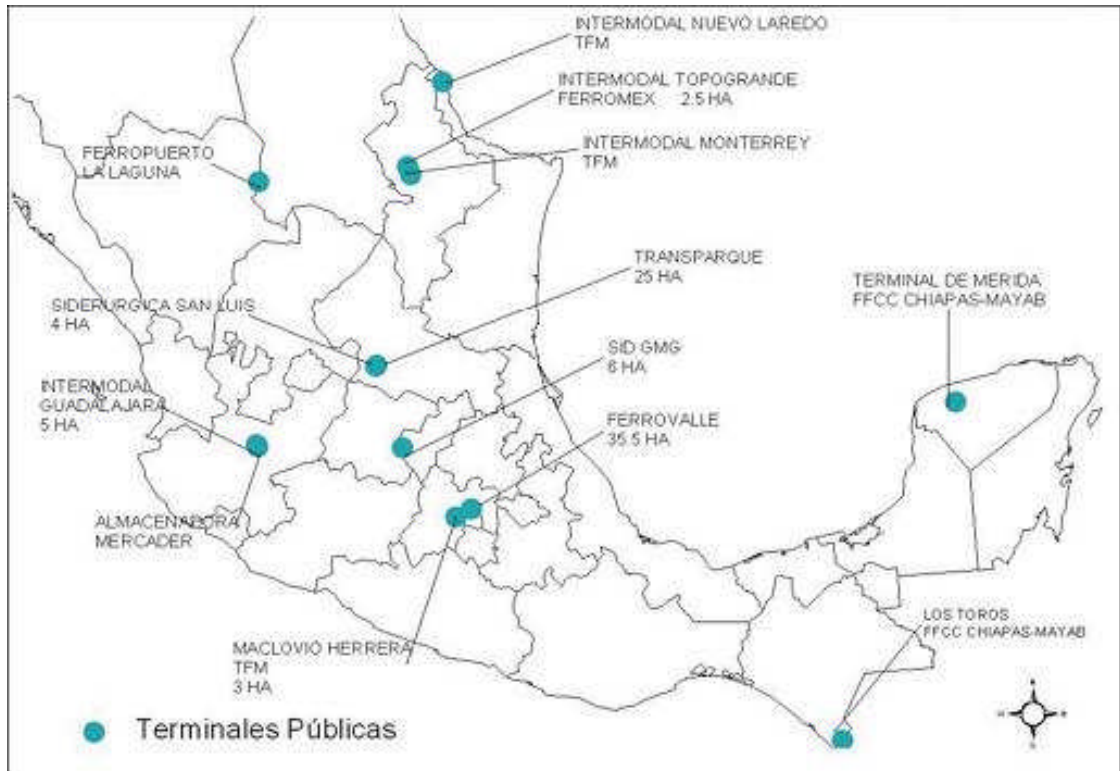 INTERMODAL NUEVO LAREDO
TFM
INTERMODAL TOPOGRANDE
FERROMEX 2.5 HA
INTERMODAL MONTERREY
TFM
FERROPUERTO
LA LAGUNA
TRANSPARQUE
25 HA
TERMINAL DE MERIDA
FFCC CHIAPAS-MAYAB
SIDERURGICA SAN LUIS
4 HA
SID GMG
6 HA
INTERMODAL
GUADALAJARA
5 HA
FERROVALLE
35.5 HA
ALMACENADORA
MERCADER
LOS TOROS
FFCC CHIAPAS-MAYAB
MACLOVIO HERRERA
TFM
3 HA
Terminales Públicas